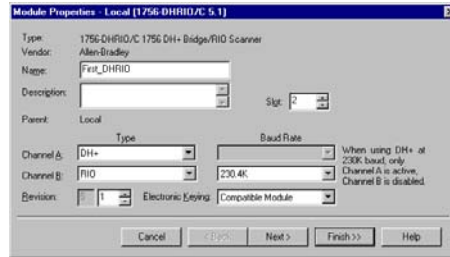 Module Properties - Local (1756-DHRIO/C 5.1)
Type: 1756-DHRIO/C 1756 DH+ Bridge/RIO Scanner
Vendor: Allen-Bradley
Name: First_DHRIO
Description:
Slot: 2
Parent: Local
Type Baud Rate
Channel A: DH+
Channel B: RIO 230.4K
When using DH+ at
230K baud, only
Channel A is active,
Channel B is disabled.
Revision: 5 1 Electronic Keying: Compatible Module
Cancel < Back Next > Finish >> Help